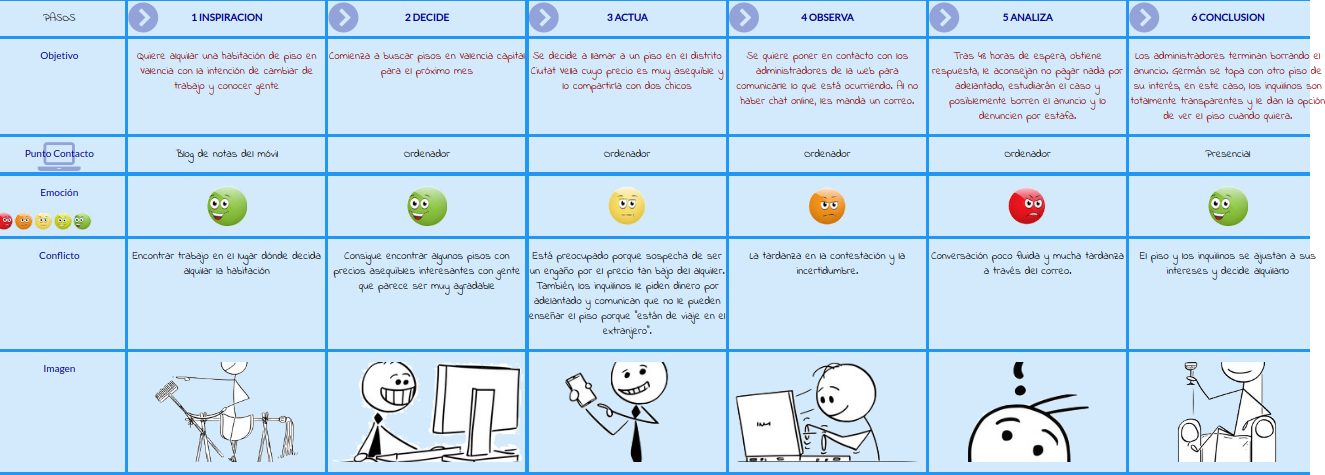 PASOS
1 INSPIRACION
2 DECIDE
3 ACTUA
4 OBSERVA
5 ANALIZA
6 CONCLUSION
Objetivo
Quiere alquilar una habitación de piso en
Valencia con la intención de cambiar de
trabajo y conocer gente
Comienza a buscar pisos en Valencia capital
para el próximo mes
Se decide a llamar a un piso en el distrito
Ciutat Vella cuyo precio es muy asequible y
lo compartiría con dos chicos
Se quiere poner en contacto con los
administradores de la web para
comunicarle lo que está ocurriendo. Al no
haber chat online, les manda un correo.
Tras 48 horas de espera, obtiene
respuesta, le aconsejan no pagar nada por
adelantado, estudiarán el caso y
posiblemente borren el anuncio y lo
denuncien por estafa.
Los administradores terminan borrando el
anuncio. Germán se topa con otro piso de
su interés, en este caso, los inquilinos son
totalmente transparentes y le dan la opción
de ver el piso cuando quiera.
Punto Contacto
Blog de notas del móvil
Ordenador
Ordenador
Ordenador
Ordenador
Presencial
Emoción
Conflicto
Encontrar trabajo en el lugar dónde decida
alquilar la habitación
Consigue encontrar algunos pisos con
precios asequibles interesantes con gente
que parece ser muy agradable
Está preocupado porque sospecha de ser
un engaño por el precio tan bajo del alquiler.
También, los inquilinos le piden dinero por
adelantado y comunican que no le pueden
enseñar el piso porque "están de viaje en el
extranjero".
La tardanza en la contestación y la
incertidumbre.
Conversación poco fluida y mucha tardanza
a través del correo.
El piso y los inquilinos se ajustan a sus
intereses y decide alquilarlo
Imagen